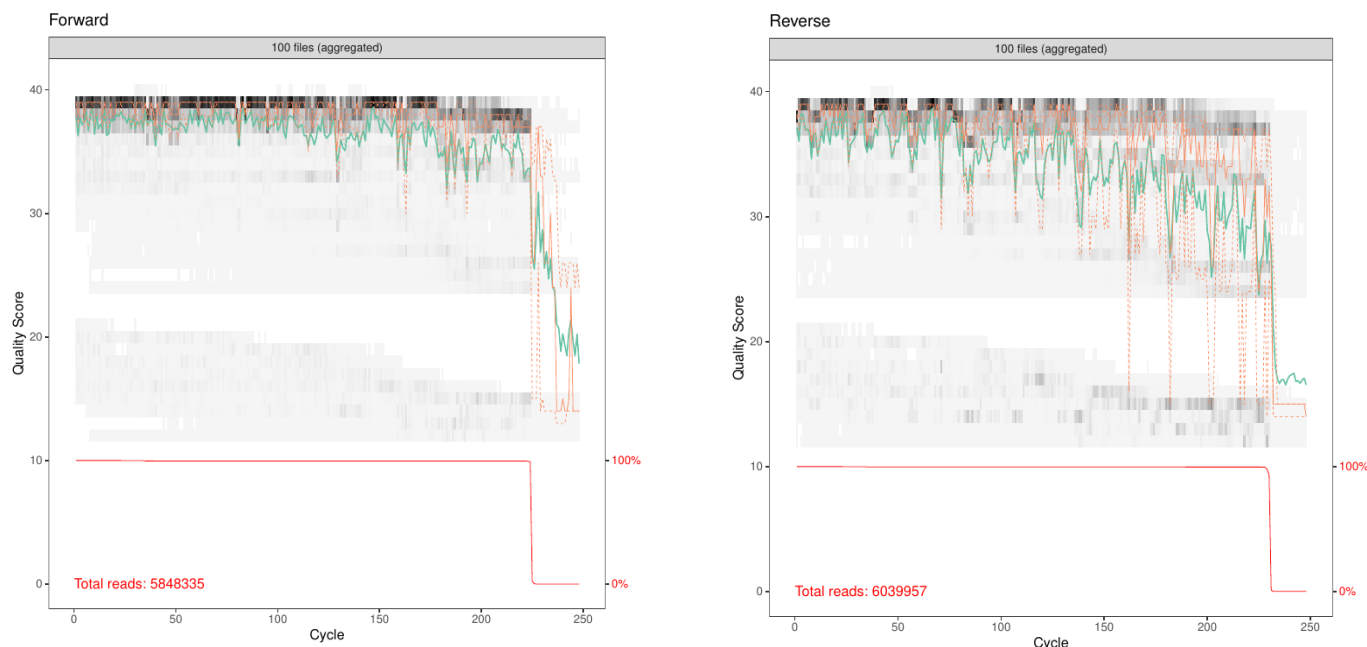 Forward
100 files (aggregated)
Quality Score
40
30
20
10
0
100%
0%
Total reads: 5848335
0
50
100
150
200
250
Cycle
Reverse
100 files (aggregated)
Quality Score
40
30
20
10
0
100%
0%
Total reads: 6039957
0
50
100
150
200
250
Cycle